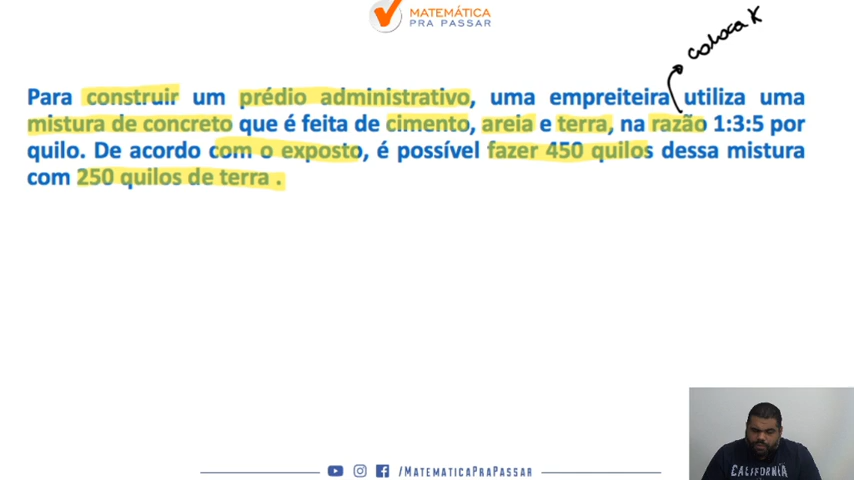 MATEMÁTICA
PRA PASSAR
coloca K
Para construir um prédio administrativo, uma empreiteira utiliza uma
mistura de concreto que é feita de cimento, areia e terra, na razão 1:3:5 por
quilo. De acordo com o exposto, é possível fazer 450 quilos dessa mistura
com 250 quilos de terra .
CALIFORNIA
/MATEMATICAPRAPASSAR